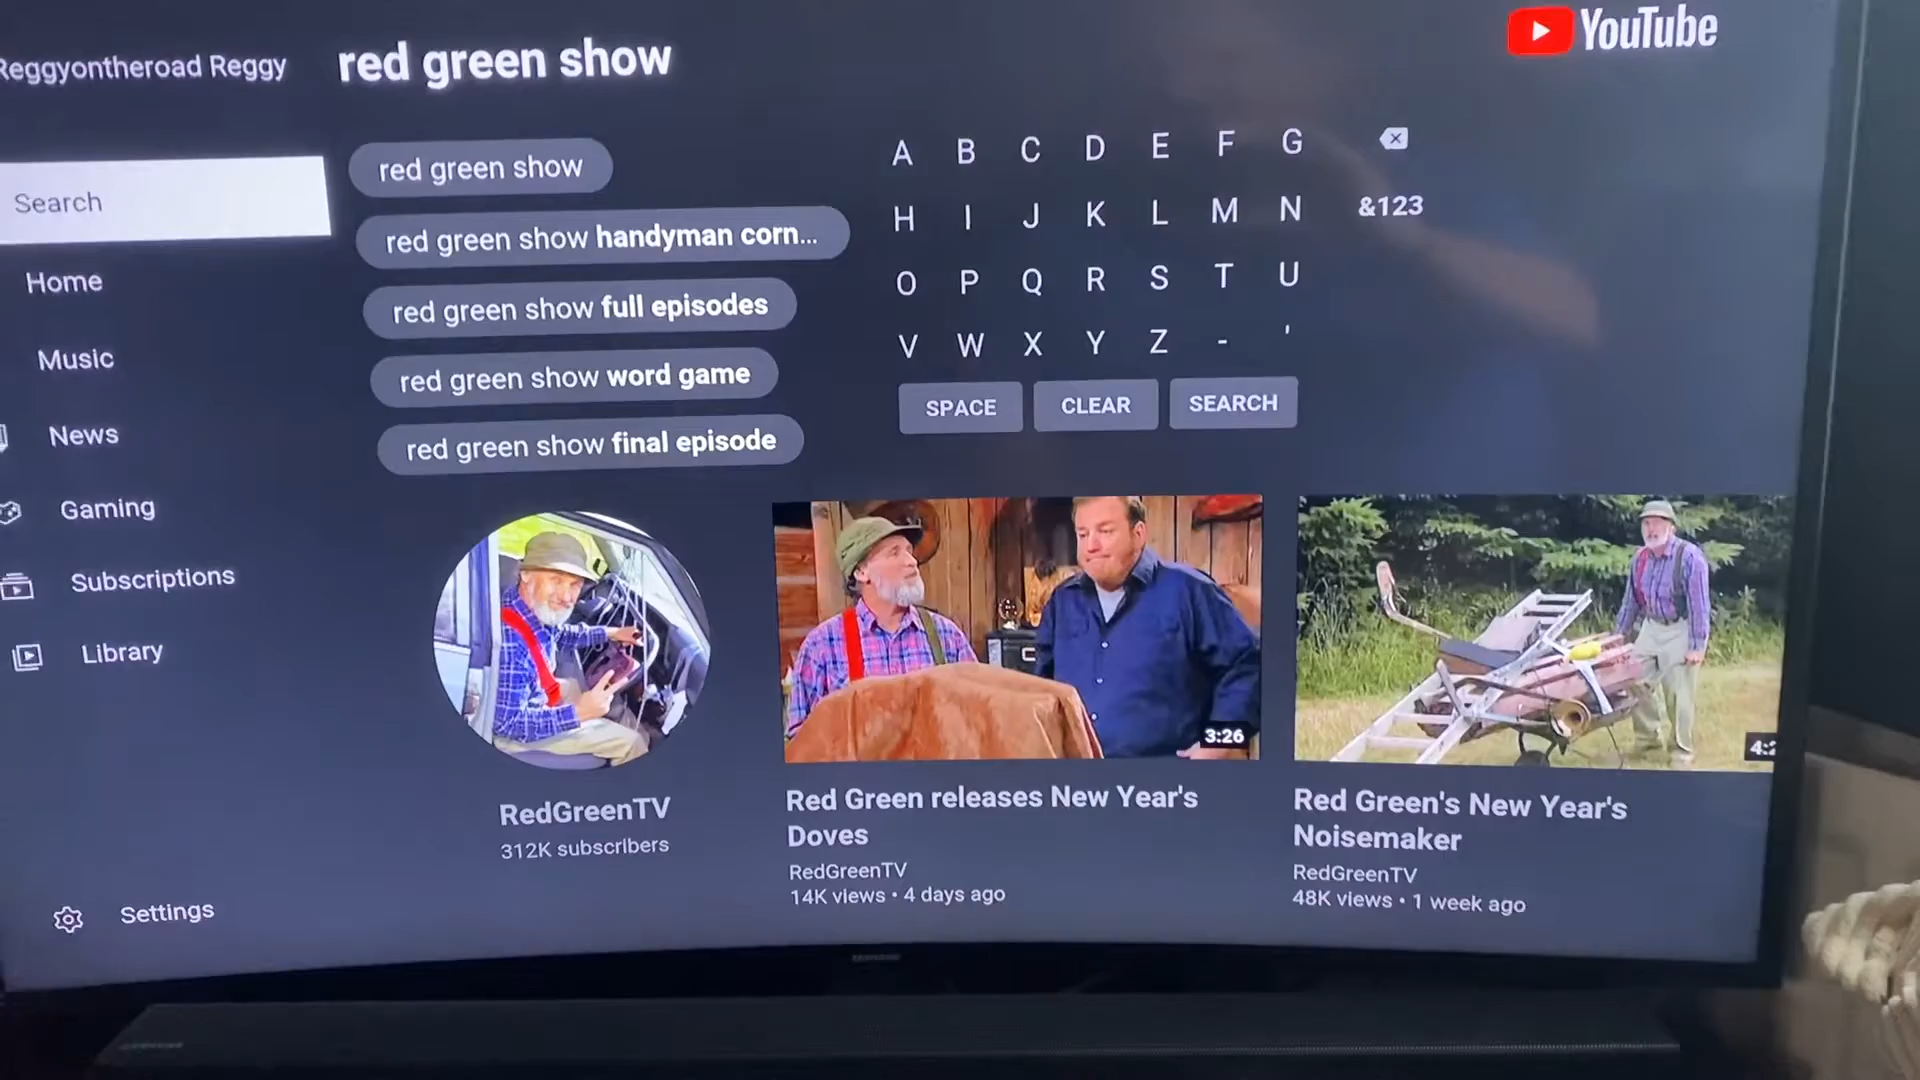 YouTube
Reggyontheroad Reggy
red green show
Search
Home
Music
News
Gaming
Subscriptions
Library
Settings
red green show
red green show handyman corn...
red green show full episodes
red green show word game
red green show final episode
A B C D E F G
H I J K L M N &123
O P Q R S T U
V W X Y Z - '
SPACE CLEAR SEARCH
RedGreenTV
312K subscribers
3:26
Red Green releases New Year's
Doves
RedGreenTV
14K views • 4 days ago
Red Green's New Year's
Noisemaker
RedGreenTV
48K views • 1 week ago